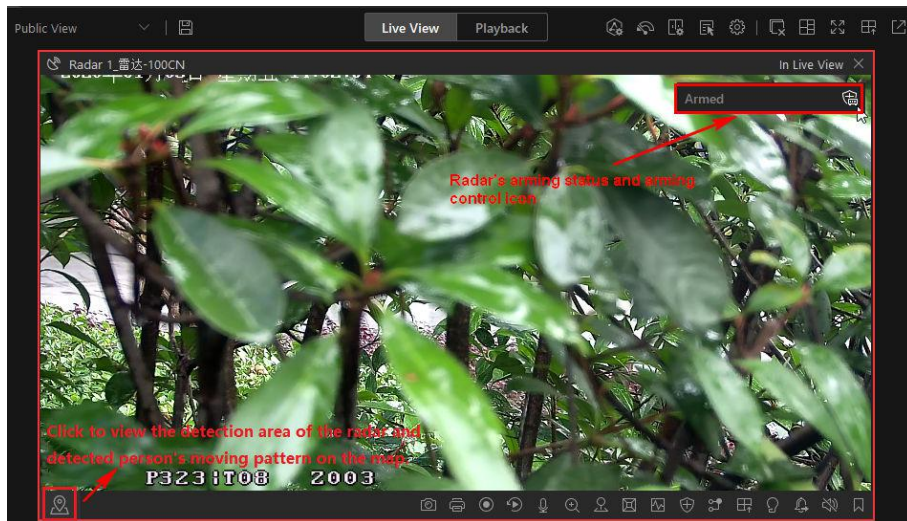 Public View
Live View
Playback
Radar 1_雷达-100CN
In Live View
Armed
Radar's arming status and arming
control icon.
Click to view the detection area of the radar and
detected person's moving pattern on the map.
P323:T08 Z003